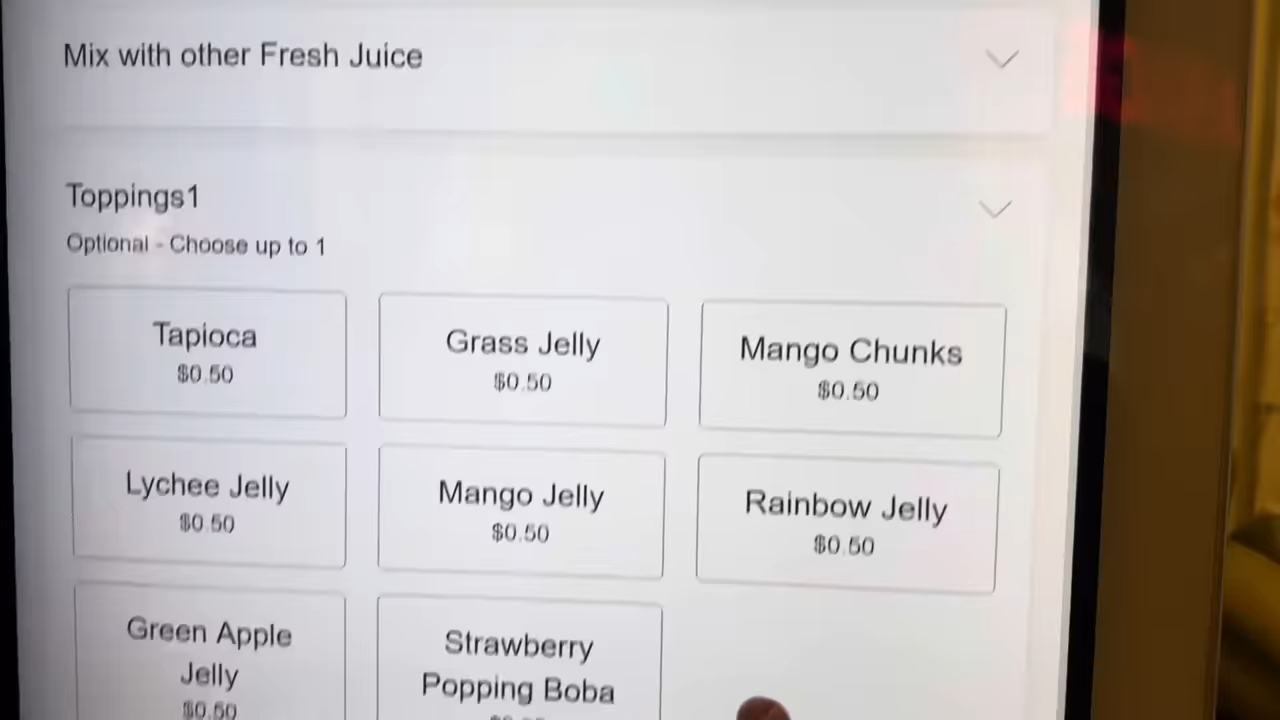 Mix with other Fresh Juice
Toppings1
Optional - Choose up to 1
Tapioca
$0.50
Grass Jelly
$0.50
Mango Chunks
$0.50
Lychee Jelly
$0.50
Mango Jelly
$0.50
Rainbow Jelly
$0.50
Green Apple
Jelly
$0.50
Strawberry
Popping Boba